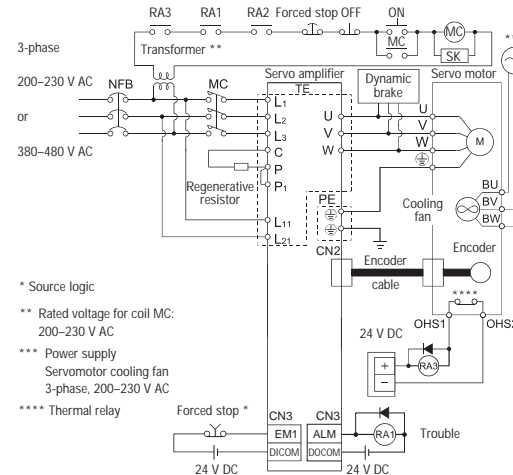 RA3 RA1 RA2 Forced stop OFF ON
MC
MC
SK
3-phase
Transformer **
200–230 V AC
NFB
MC
or
380–480 V AC
Servo amplifier
TE
Dynamic
brake
Servo motor
L1
L2
L3
C
P
P1
L11
L21
U
V
W
U
V
W
M
Regenerative
resistor
PE
Cooling
fan
BU
BV
BW
CN2
Encoder
cable
Encoder
****
OHS1
OHS2
* Source logic
** Rated voltage for coil MC:
200–230 V AC
*** Power supply
Servomotor cooling fan
3-phase, 200–230 V AC
**** Thermal relay
24 V DC
+
−
RA3
Forced stop *
CN3
CN3
EM1
ALM
DICOM
DOCOM
RA1
Trouble
24 V DC
24 V DC